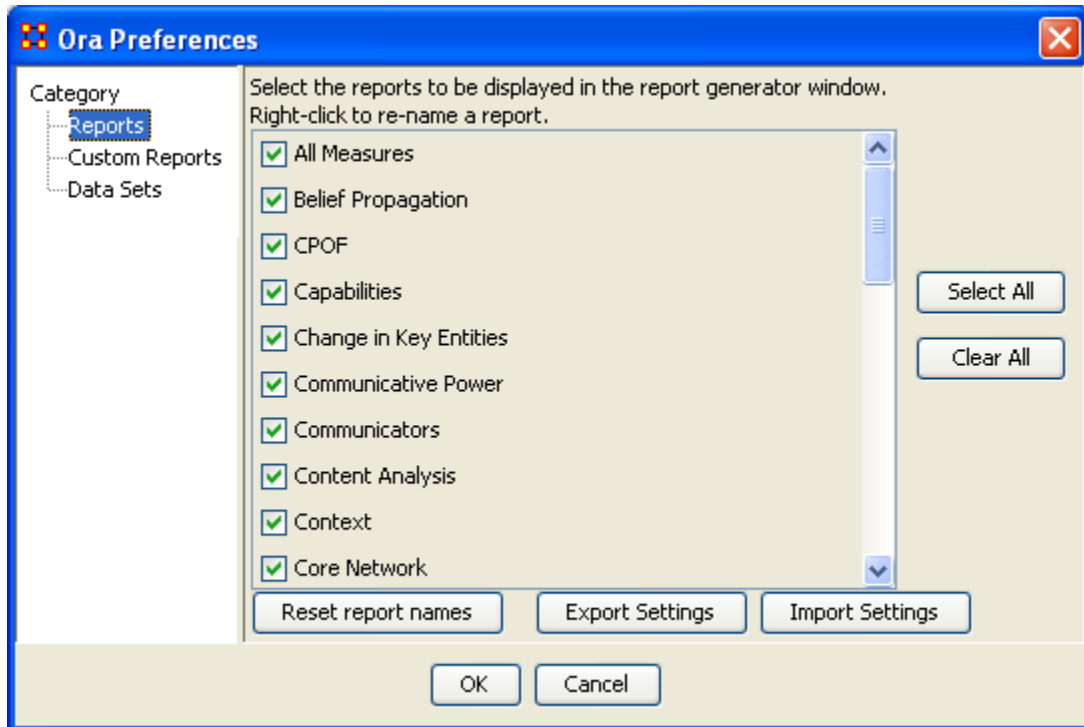 Ora Preferences
Category
Reports
Custom Reports
Data Sets
Select the reports to be displayed in the report generator window.
Right-click to re-name a report.
All Measures
Belief Propagation
CPOF
Capabilities
Change in Key Entities
Communicative Power
Communicators
Content Analysis
Context
Core Network
Select All
Clear All
Reset report names
Export Settings
Import Settings
OK
Cancel